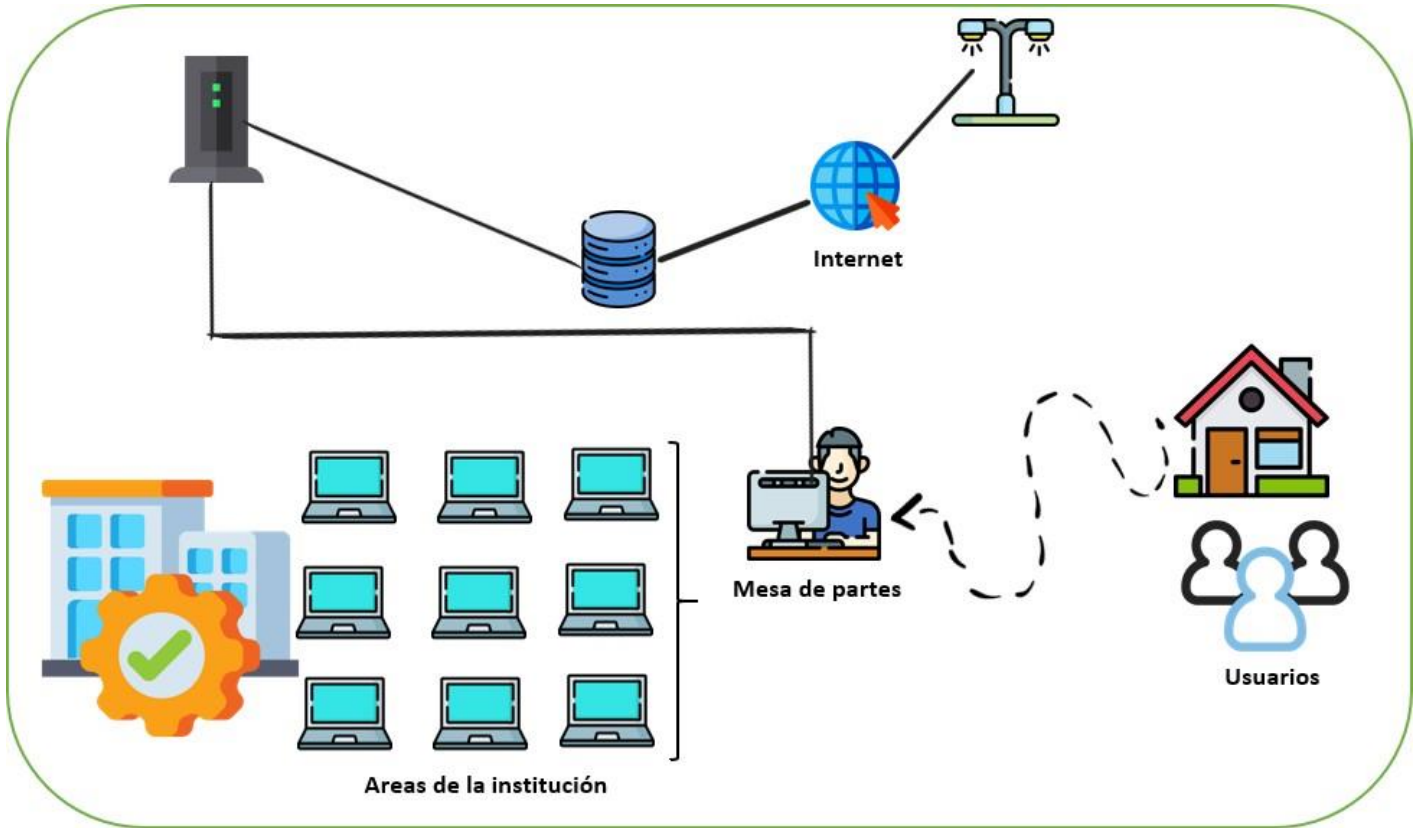 Internet
Mesa de partes
Usuarios
Areas de la institución